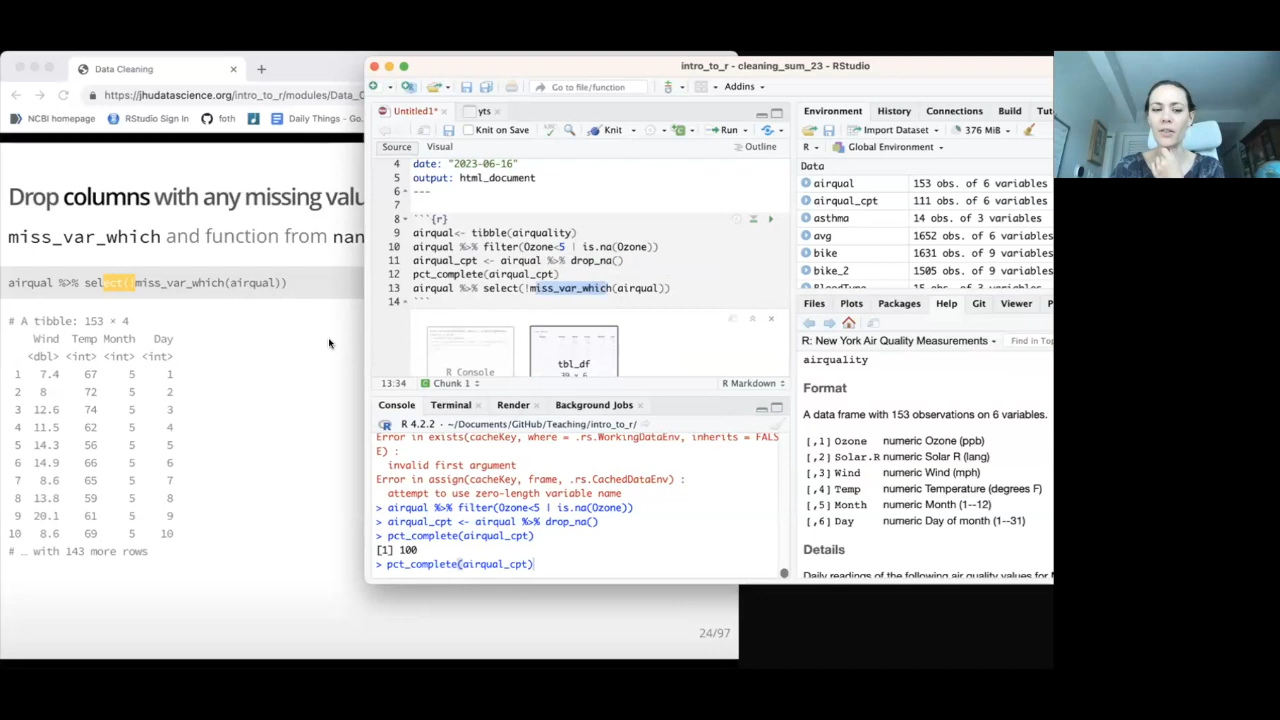 Data Cleaning
https://jhudatascience.org/intro_to_r/modules/Data_C
NCBI homepage
RStudio Sign In
foth
Daily Things - Go.
Drop columns with any missing valu
miss_var_which and function from nan
airqual %>% select(!miss_var_which(airqual))
# A tibble: 153 × 4
Wind Temp Month Day
<dbl> <int> <int> <int>
1 7.4 67 5 1
2 8 72 5 2
3 12.6 74 5 3
4 11.5 62 5 4
5 14.3 56 5 5
6 14.9 66 5 6
7 8.6 65 5 7
8 13.8 59 5 8
9 20.1 61 5 9
10 8.6 69 5 10
# … with 143 more rows
24/97
intro_to_r - cleaning_sum_23 - RStudio
Go to file/function
Addins
Untitled1*
yts
Knit on Save
Knit
Run
Source
Visual
Outline
4 date: "2023-06-16"
5 output: html_document
6 ---
7
8 ```{r}
9 airqual<- tibble(airquality)
10 airqual %>% filter(Ozone<5 | is.na(Ozone))
11 airqual_cpt <- airqual %>% drop_na()
12 pct_complete(airqual_cpt)
13 airqual %>% select(!miss_var_which(airqual))
14 ```
R Console
tbl_df
13:34
Chunk 1
R Markdown
Console
Terminal
Render
Background Jobs
R 4.2.2 · ~/Documents/GitHub/Teaching/intro_to_r/
Error in exists(cacheKey, where = .rs.WorkingDataEnv, inherits = FALS
E) :
invalid first argument
Error in assign(cacheKey, frame, .rs.CachedDataEnv) :
attempt to use zero-length variable name
> airqual %>% filter(Ozone<5 | is.na(Ozone))
> airqual_cpt <- airqual %>% drop_na()
> pct_complete(airqual_cpt)
[1] 100
> pct_complete(airqual_cpt)
Environment
History
Connections
Build
Tu
Import Dataset
376 MiB
R
Global Environment
Data
airqual 153 obs. of 6 variables
airqual_cpt 111 obs. of 6 variables
asthma 14 obs. of 3 variables
avg 1652 obs. of 6 variables
bike 1631 obs. of 9 variables
bike_2 1505 obs. of 9 variables
Files
Plots
Packages
Help
Viewer
P
R: New York Air Quality Measurements
Find in Top
airquality
Format
A data frame with 153 observations on 6 variables.
[,1] Ozone numeric Ozone (ppb)
[,2] Solar.R numeric Solar R (lang)
[,3] Wind numeric Wind (mph)
[,4] Temp numeric Temperature (degrees F)
[,5] Month numeric Month (1--12)
[,6] Day numeric Day of month (1--31)
Details
Daily readings of the following air quality values for M